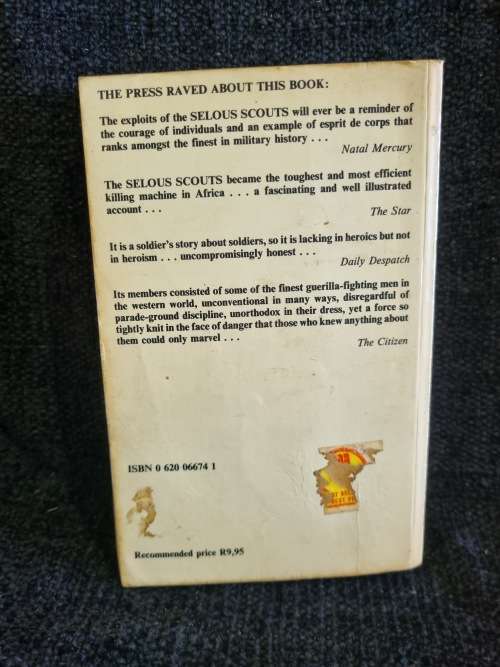 THE PRESS RAVED ABOUT THIS BOOK:
The exploits of the SELOUS SCOUTS will ever be a reminder of
the courage of individuals and an example of esprit de corps that
ranks amongst the finest in military history . . .
Natal Mercury
The SELOUS SCOUTS became the toughest and most efficient
killing machine in Africa . . . a fascinating and well illustrated
account . . .
The Star
It is a soldier's story about soldiers, so it is lacking in heroics but not
in heroism . . . uncompromisingly honest . . .
Daily Despatch
Its members consisted of some of the finest guerilla-fighting men in
the western world, unconventional in many ways, disregardful of
parade-ground discipline, unorthodox in their dress, yet a force so
tightly knit in the face of danger that those who knew anything about
them could only marvel . . .
The Citizen
ISBN 0 620 06674 1
Recommended price R9,95